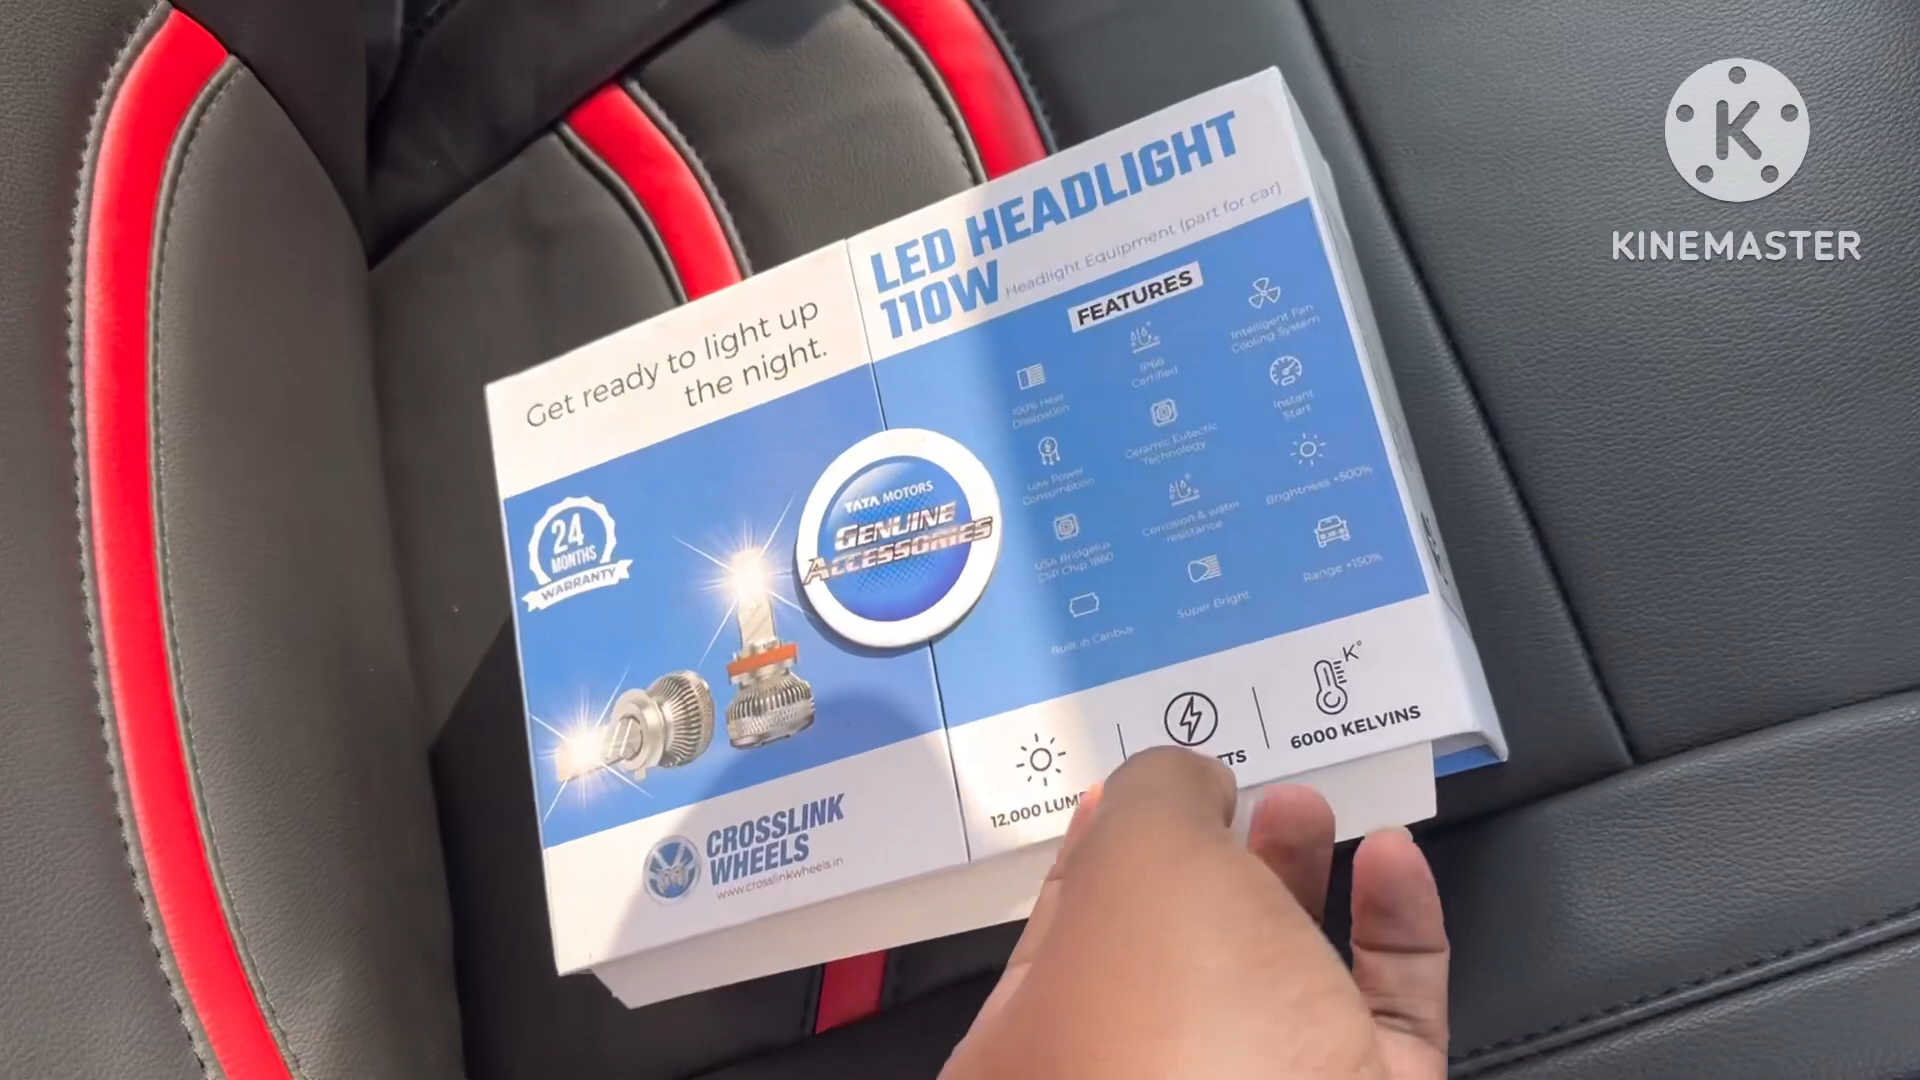 KINEMASTER
Get ready to light up
the night.
LED HEADLIGHT
110W
Headlight Equipment (part for car)
FEATURES
100% Heat
Dissipation
IP68
Certified
Intelligent Fan
Cooling System
Low Power
Consumption
Ceramic Eutectic
Technology
Instant
Start
USA Bridgelux
CSP Chip 1860
Corrosion & water
resistance
Brightness +500%
Built in Canbus
Super Bright
Range +150%
24
MONTHS
WARRANTY
TATA MOTORS
GENUINE
ACCESSORIES
12,000 LUM
TTS
6000 KELVINS
K°
CROSSLINK
WHEELS
www.crosslinkwheels.in